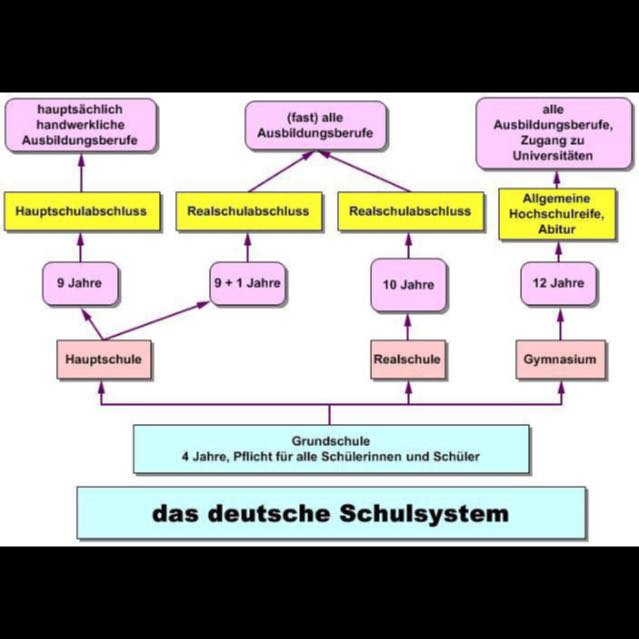 hauptsächlich
handwerkliche
Ausbildungsberufe
(fast) alle
Ausbildungsberufe
alle
Ausbildungsberufe,
Zugang zu
Universitäten
Hauptschulabschluss
Realschulabschluss
Realschulabschluss
Allgemeine
Hochschulreife,
Abitur
9 Jahre
9 + 1 Jahre
10 Jahre
12 Jahre
Hauptschule
Realschule
Gymnasium
Grundschule
4 Jahre, Pflicht für alle Schülerinnen und Schüler
das deutsche Schulsystem